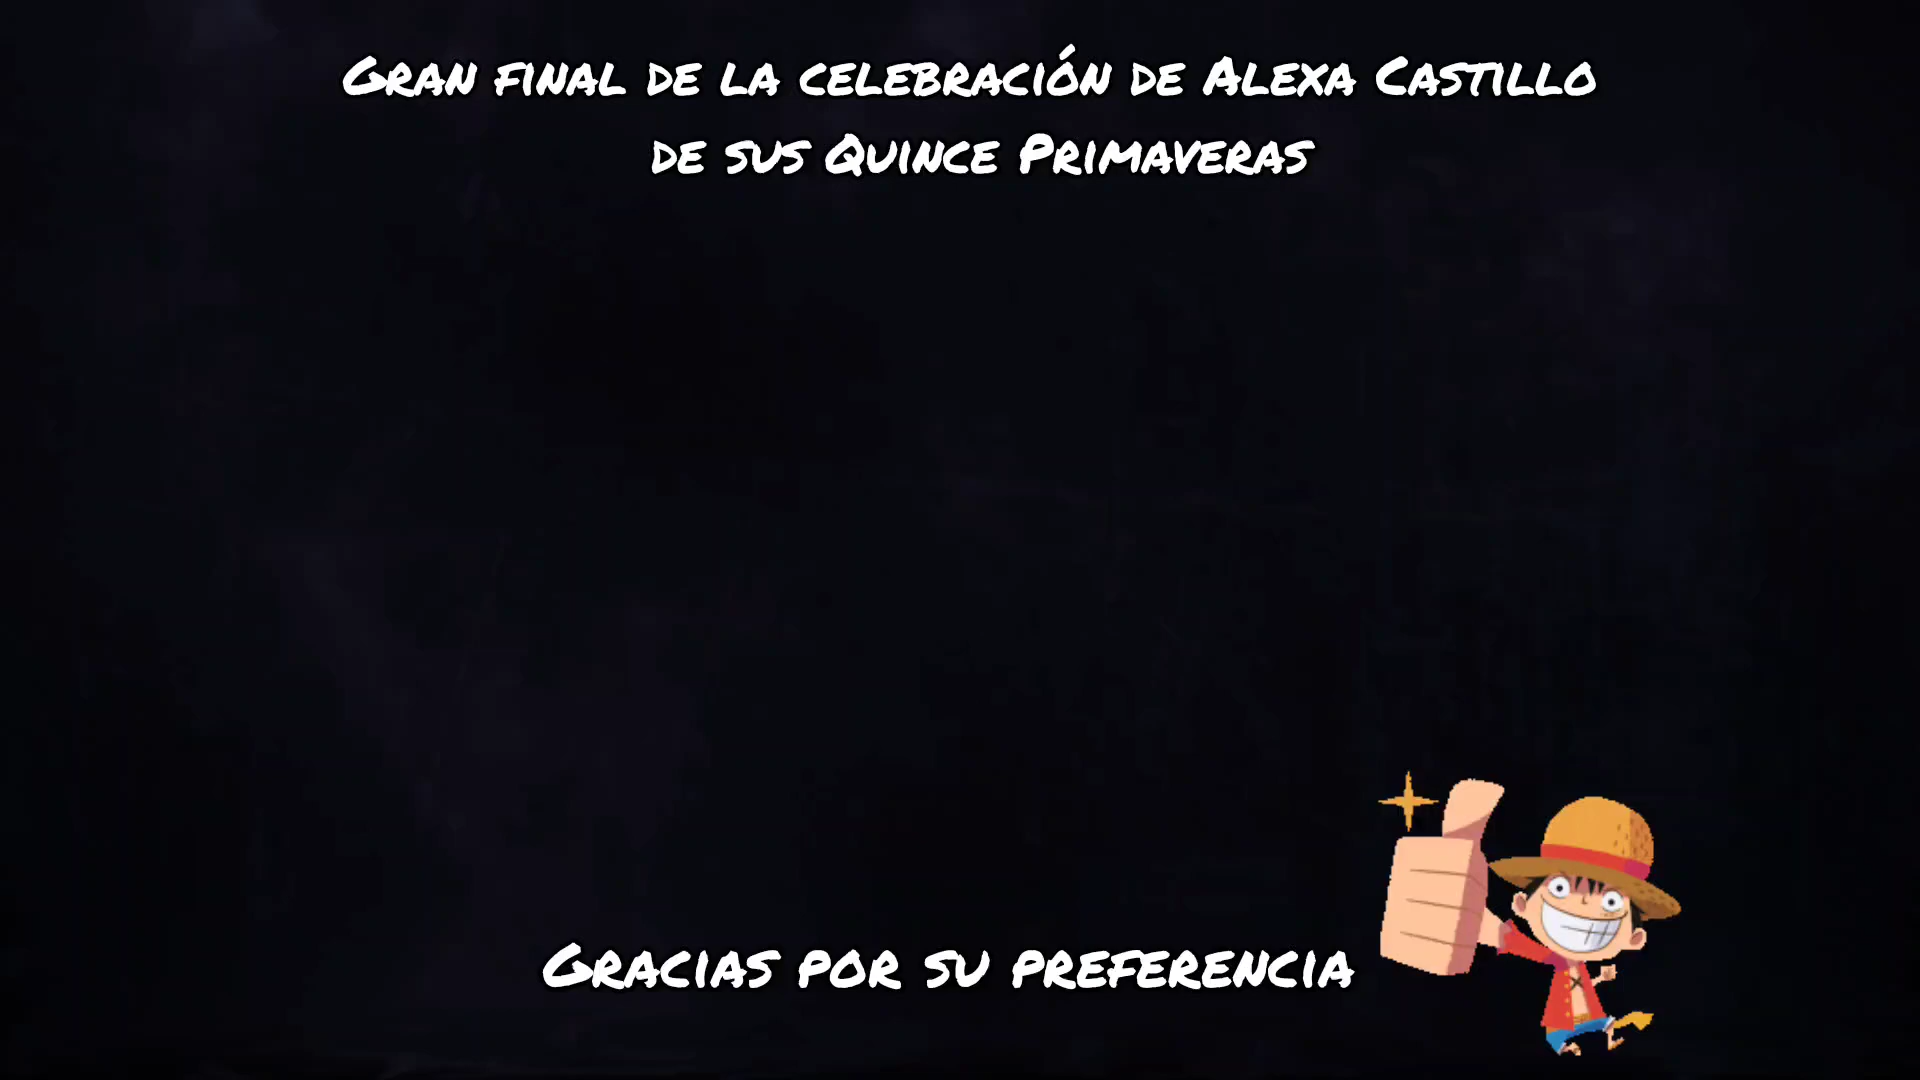 Gran final de la celebración de Alexa Castillo
de sus Quince Primaveras
Gracias por su preferencia